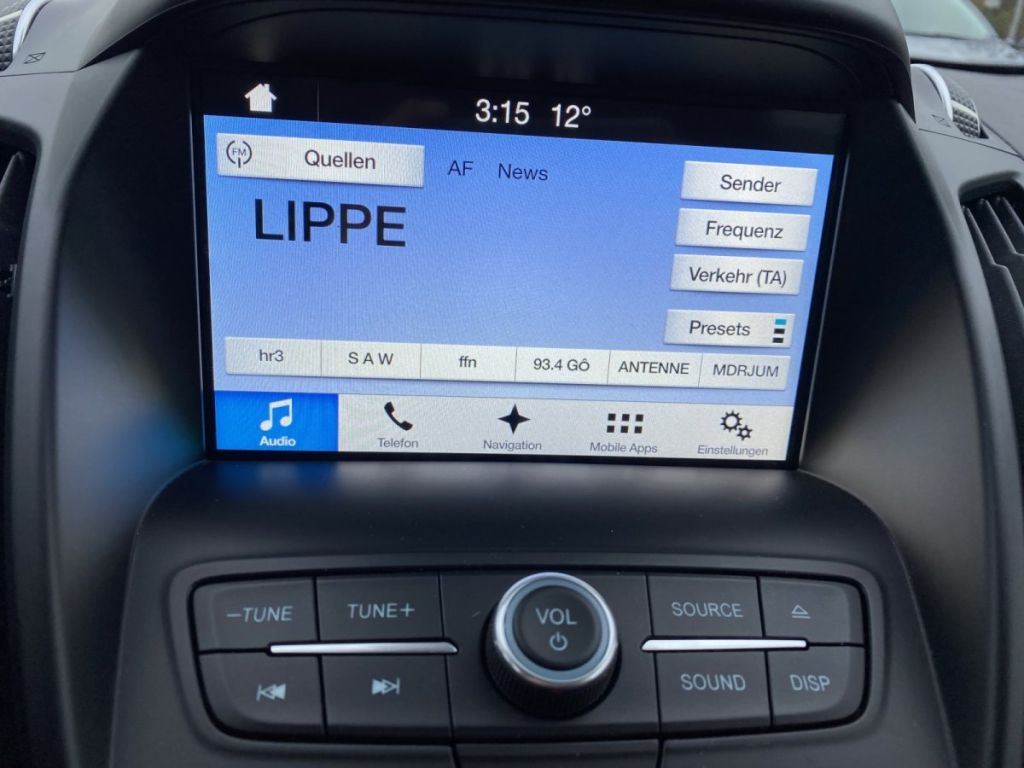 3:15 12°
FM Quellen AF News
LIPPE
Sender
Frequenz
Verkehr (TA)
Presets
hr3 S A W ffn 93.4 GÔ ANTENNE MDRJUM
Audio Telefon Navigation Mobile Apps Einstellungen
−TUNE TUNE+ VOL SOURCE
SOUND DISP